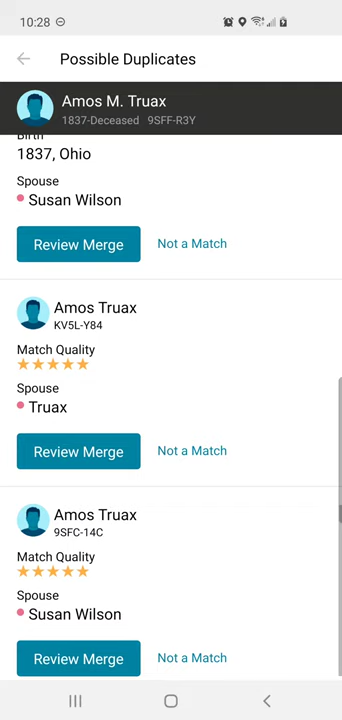 10:28
Possible Duplicates
Amos M. Truax
1837-Deceased 9SFF-R3Y
Birth
1837, Ohio
Spouse
Susan Wilson
Review Merge Not a Match
Amos Truax
KV5L-Y84
Match Quality
Spouse
Truax
Review Merge Not a Match
Amos Truax
9SFC-14C
Match Quality
Spouse
Susan Wilson
Review Merge Not a Match